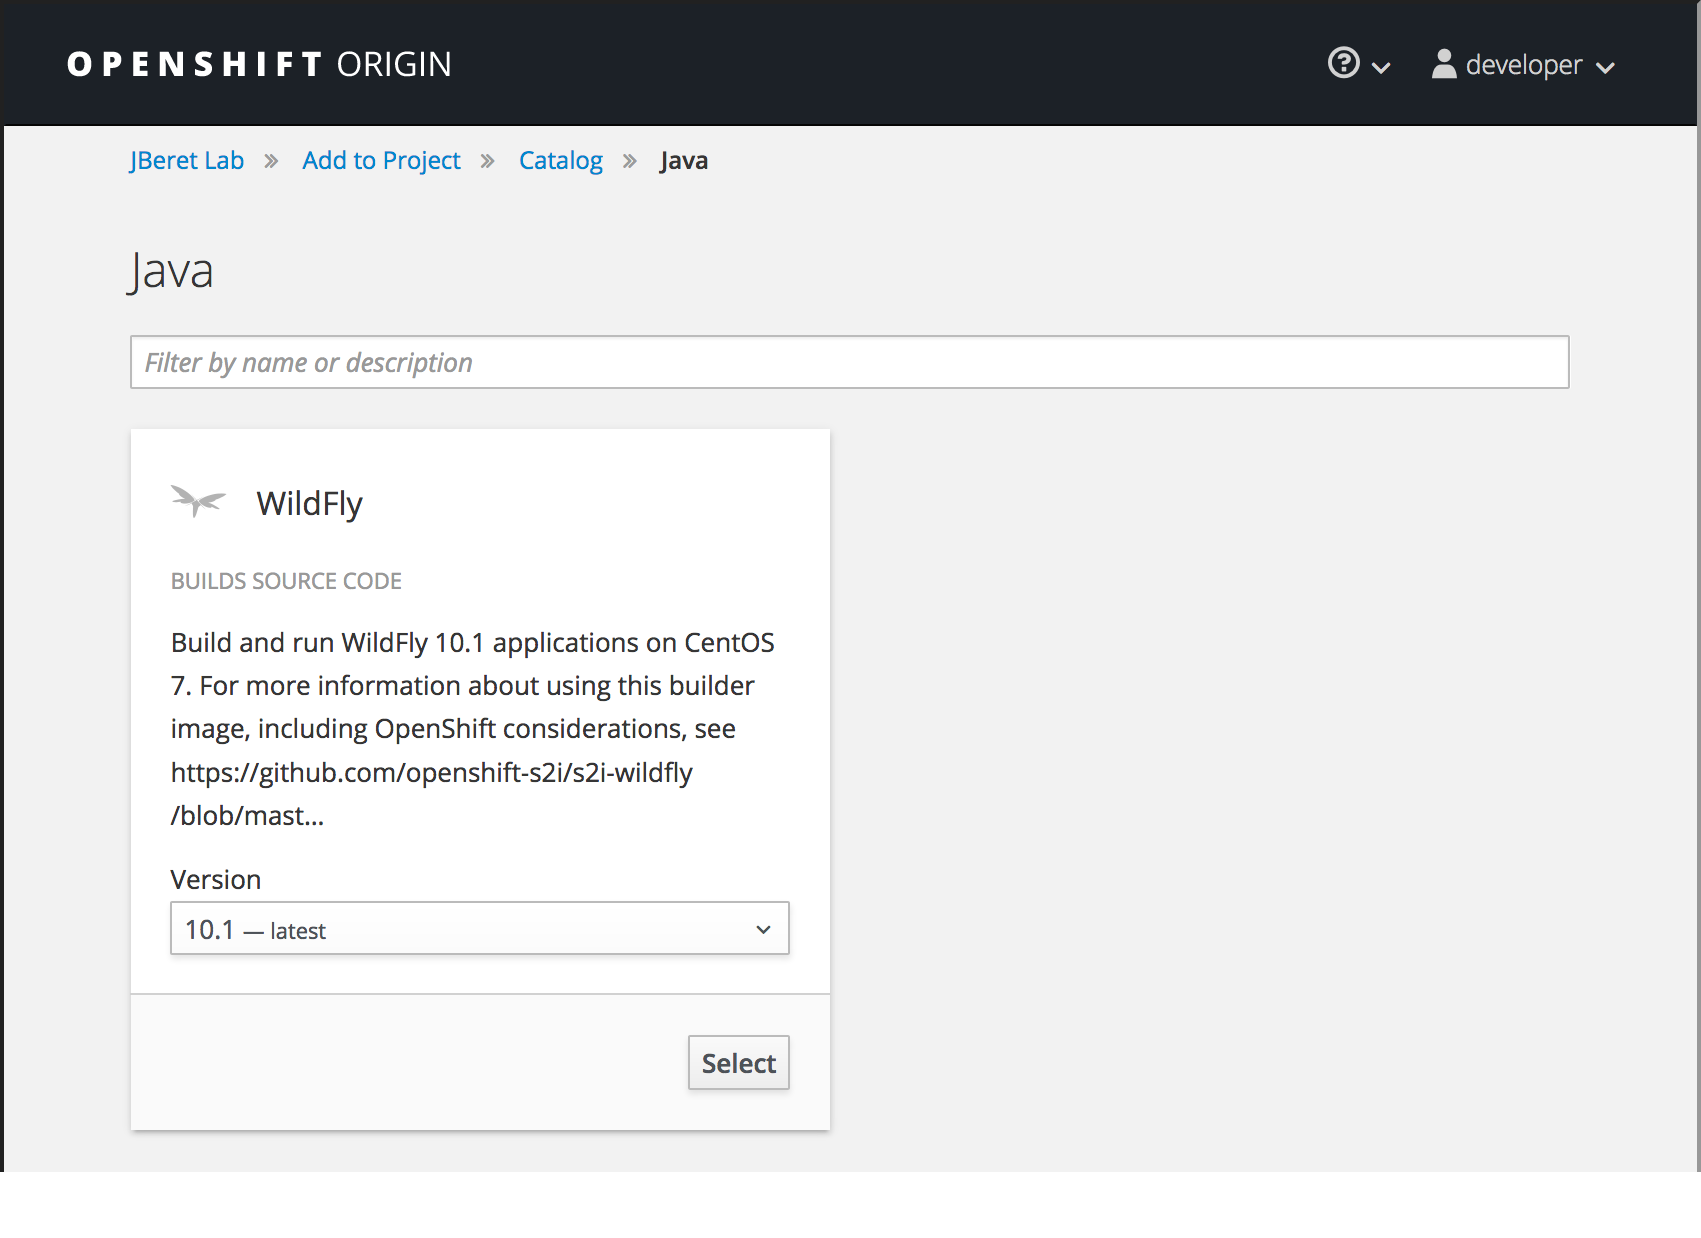 OPENSHIFT ORIGIN
developer
JBeret Lab » Add to Project » Catalog » Java
Java
Filter by name or description
WildFly
BUILDS SOURCE CODE
Build and run WildFly 10.1 applications on CentOS
7. For more information about using this builder
image, including OpenShift considerations, see
https://github.com/openshift-s2i/s2i-wildfly
/blob/mast...
Version
10.1 — latest
Select